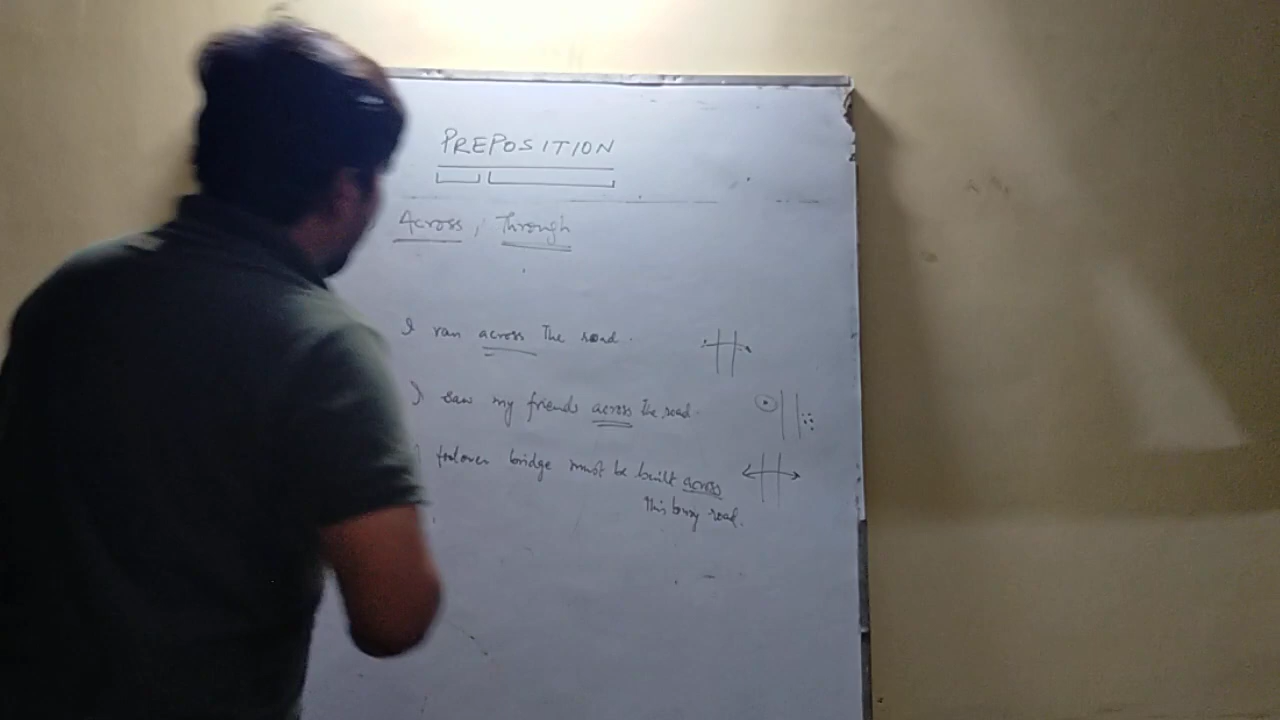 PREPOSITION
Across, Through
I ran across the road.
I saw my friends across the road.
footover bridge must be built across
this busy road.